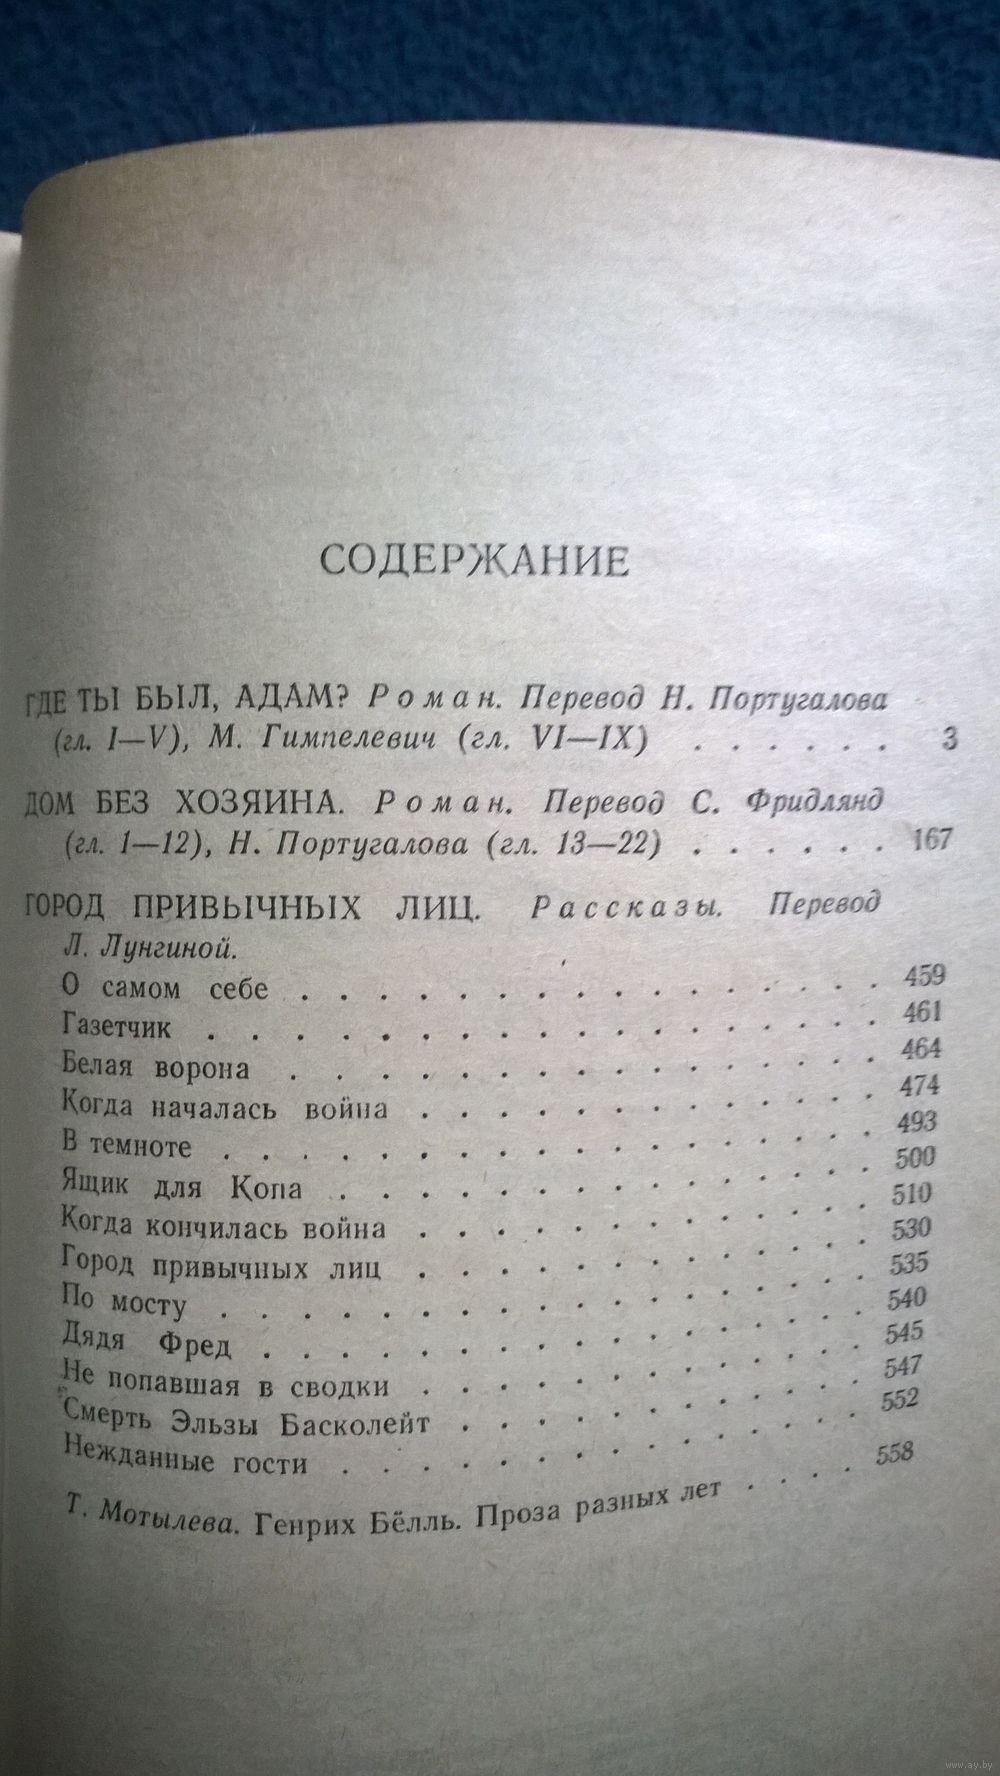 СОДЕРЖАНИЕ
ГДЕ ТЫ БЫЛ, АДАМ? Роман. Перевод Н. Португалова
(гл. I—V), М. Гимпелевич (гл. VI—IX) . . . . . . 3
ДОМ БЕЗ ХОЗЯИНА. Роман. Перевод С. Фридлянд
(гл. 1—12), Н. Португалова (гл. 13—22) . . . . . . 167
ГОРОД ПРИВЫЧНЫХ ЛИЦ. Рассказы. Перевод
Л. Лунгиной.
О самом себе . . . . . . . . . . . . . . . 459
Газетчик . . . . . . . . . . . . . . . . . 461
Белая ворона . . . . . . . . . . . . . . . 464
Когда началась война . . . . . . . . . . . . 474
В темноте . . . . . . . . . . . . . . . . . 493
Ящик для Копа . . . . . . . . . . . . . . 500
Когда кончилась война . . . . . . . . . . . . 510
Город привычных лиц . . . . . . . . . . . . 530
По мосту . . . . . . . . . . . . . . . . . 535
Дядя Фред . . . . . . . . . . . . . . . . 540
Не попавшая в сводки . . . . . . . . . . . . 545
Смерть Эльзы Басколейт . . . . . . . . . . . 547
Нежданные гости . . . . . . . . . . . . . . 552
Т. Мотылева. Генрих Бёлль. Проза разных лет . . . . 558
www.ay.by